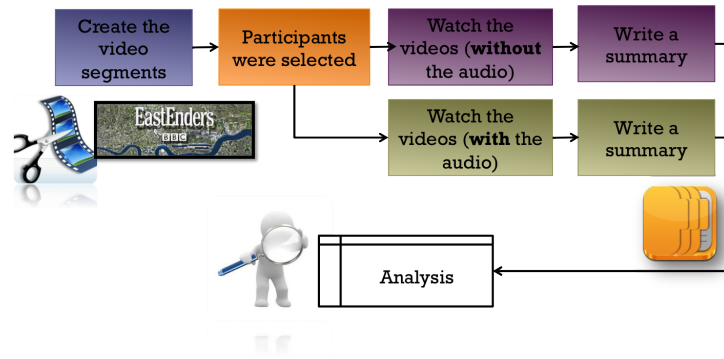 Create the
video
segments
Participants
were selected
Watch the
videos (without
the audio)
Write a
summary
EastEnders
BBC
Watch the
videos (with the
audio)
Write a
summary
Analysis